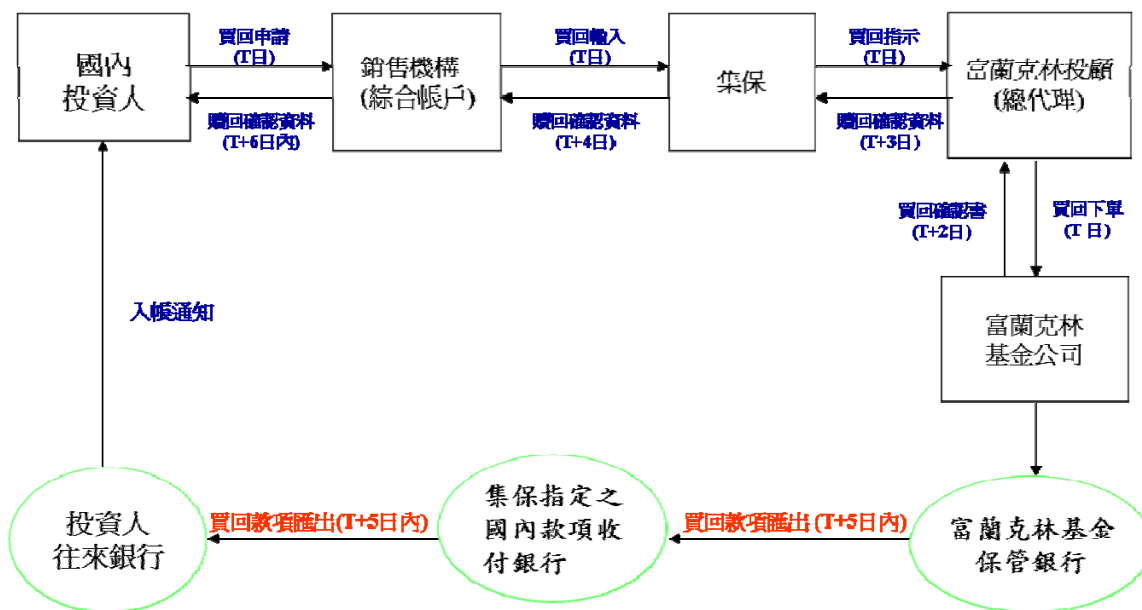 國內
投資人
買回申請
(T日)
贖回確認資料
(T+6日內)
銷售機構
(綜合帳戶)
買回輸入
(T日)
贖回確認資料
(T+4日)
集保
買回指示
(T日)
贖回確認資料
(T+3日)
富蘭克林投顧
(總代理)
買回確認書
(T+2日)
買回下單
(T 日)
入帳通知
富蘭克林
基金公司
投資人
往來銀行
買回款項匯出(T+5日內)
集保指定之
國內款項收
付銀行
買回款項匯出 (T+5日內)
富蘭克林基金
保管銀行